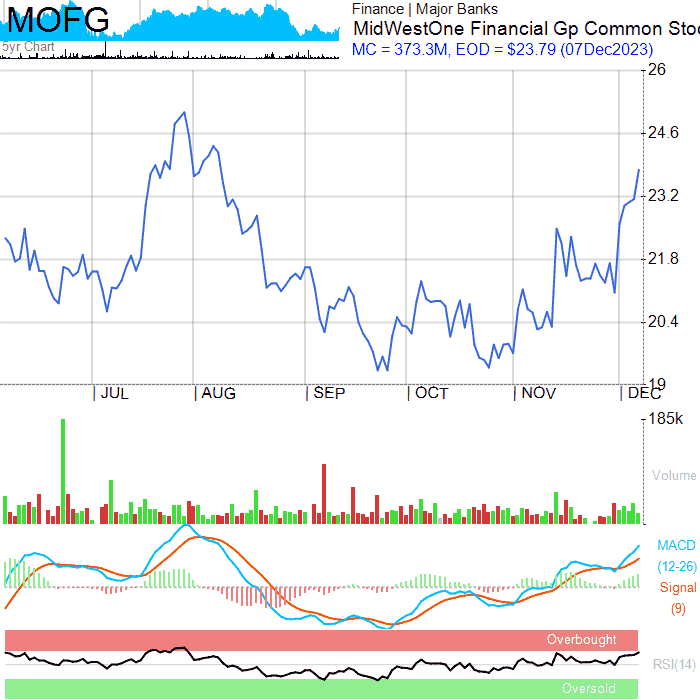 MOFG
5yr Chart
Finance | Major Banks
MidWestOne Financial Gp Common Stoc
MC = 373.3M, EOD = $23.79 (07Dec2023)
26
24.6
23.2
21.8
20.4
19
JUL AUG SEP OCT NOV DEC
185k
Volume
MACD
(12-26)
Signal
(9)
Overbought
RSI(14)
Oversold